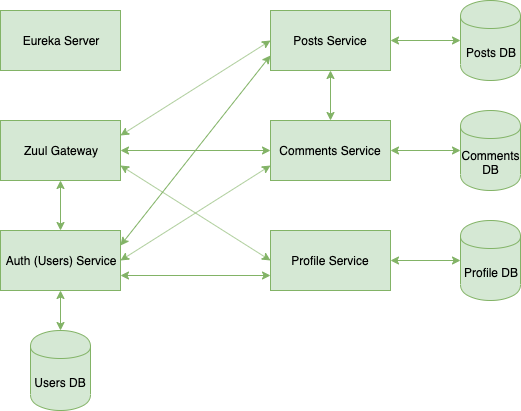 Eureka Server
Posts Service
Posts DB
Zuul Gateway
Comments Service
Comments
DB
Auth (Users) Service
Profile Service
Profile DB
Users DB